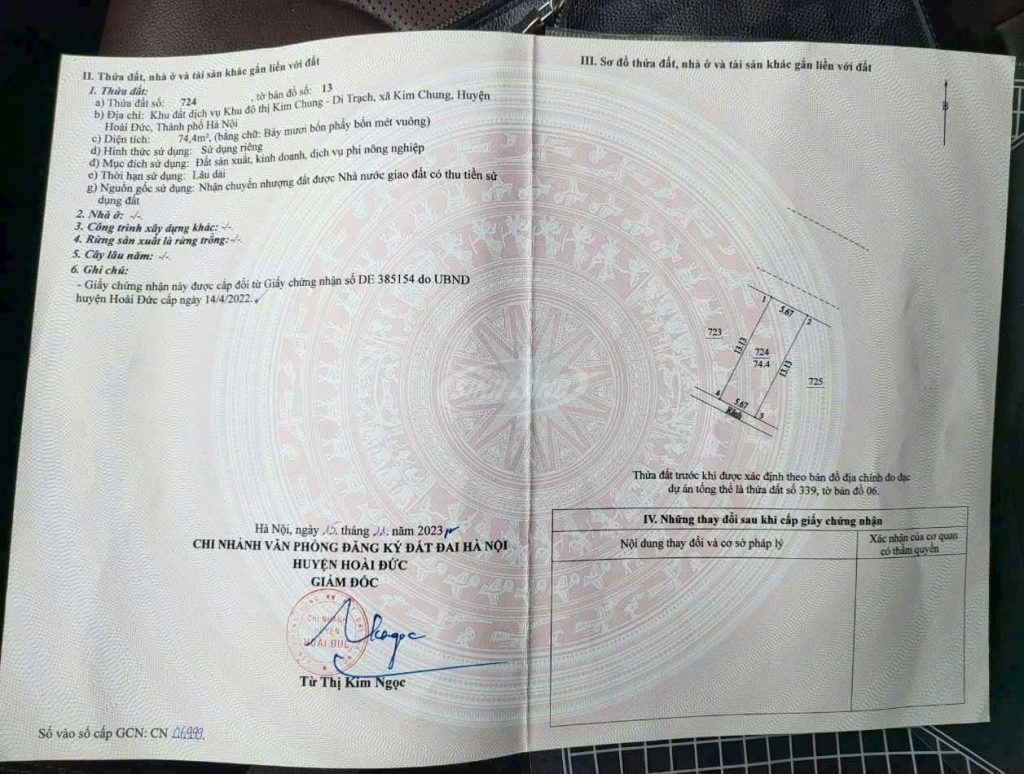 II. Thửa đất, nhà ở và tài sản khác gắn liền với đất
1. Thửa đất:
a) Thửa đất số: 724 , tờ bản đồ số: 13
b) Địa chỉ: Khu đất dịch vụ Khu đô thị Kim Chung - Di Trạch, xã Kim Chung, Huyện
Hoài Đức, Thành phố Hà Nội
c) Diện tích: 74,4m², (bằng chữ: Bảy mươi bốn phẩy bốn mét vuông)
d) Hình thức sử dụng: Sử dụng riêng
đ) Mục đích sử dụng: Đất sản xuất, kinh doanh, dịch vụ phi nông nghiệp
e) Thời hạn sử dụng: Lâu dài
g) Nguồn gốc sử dụng: Nhận chuyển nhượng đất được Nhà nước giao đất có thu tiền sử
dụng đất
2. Nhà ở: -/-.
3. Công trình xây dựng khác: -/-
4. Rừng sản xuất là rừng trồng:-/-
5. Cây lâu năm: -/-.
6. Ghi chú:
- Giấy chứng nhận này được cấp đổi từ Giấy chứng nhận số DE 385154 do UBND
huyện Hoài Đức cấp ngày 14/4/2022.
Hà Nội, ngày 15 tháng 11 năm 2023
CHI NHÁNH VĂN PHÒNG ĐĂNG KÝ ĐẤT ĐAI HÀ NỘI
HUYỆN HOÀI ĐỨC
GIÁM ĐỐC
CHI NHÁNH
HUYỆN
HOÀI ĐỨC
Từ Thị Kim Ngọc
Số vào sổ cấp GCN: CN 06999.
III. Sơ đồ thửa đất, nhà ở và tài sản khác gắn liền với đất
B
1
5.67
2
723
13.13
724
74.4
13.13
725
4
5.67
3
Kênh
Thửa đất trước khi được xác định theo bản đồ địa chính đo đạc
dự án tổng thể là thửa đất số 339, tờ bản đồ 06.
IV. Những thay đổi sau khi cấp giấy chứng nhận
Nội dung thay đổi và cơ sở pháp lý
Xác nhận của cơ quan
có thẩm quyền